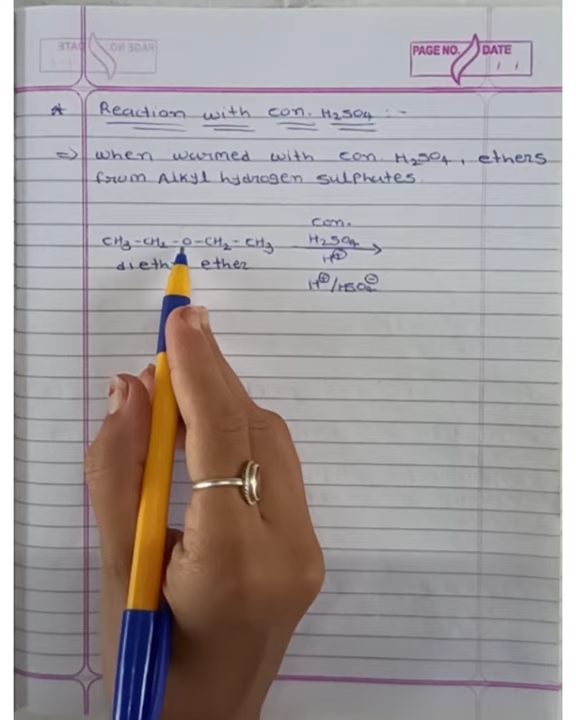 PAGE NO. DATE
* Reaction with con. H₂SO₄ :-
⇒ when warmed with con. H₂SO₄, ethers
from Alkyl hydrogen sulphates.
con.
CH₃-CH₂-O-CH₂-CH₃ H₂SO₄ →
H⊕
ether
H⊕/HSO₄⊖